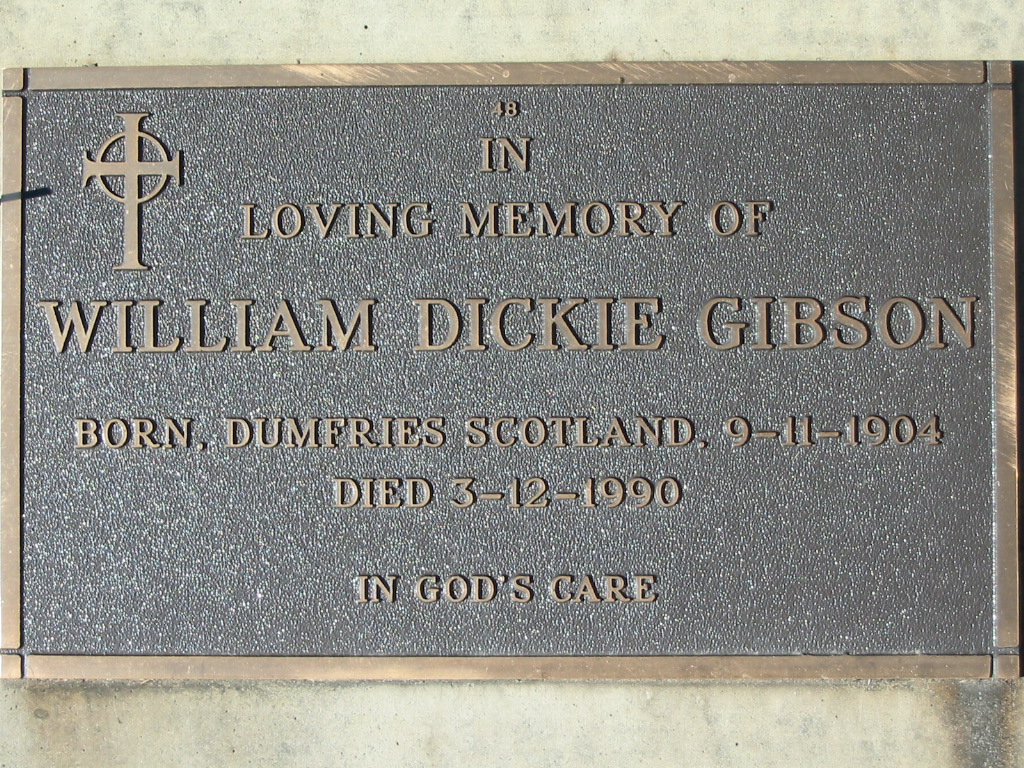 48
IN
LOVING MEMORY OF
WILLIAM DICKIE GIBSON
BORN, DUMFRIES SCOTLAND, 9-11-1904
DIED 3-12-1990
IN GOD'S CARE